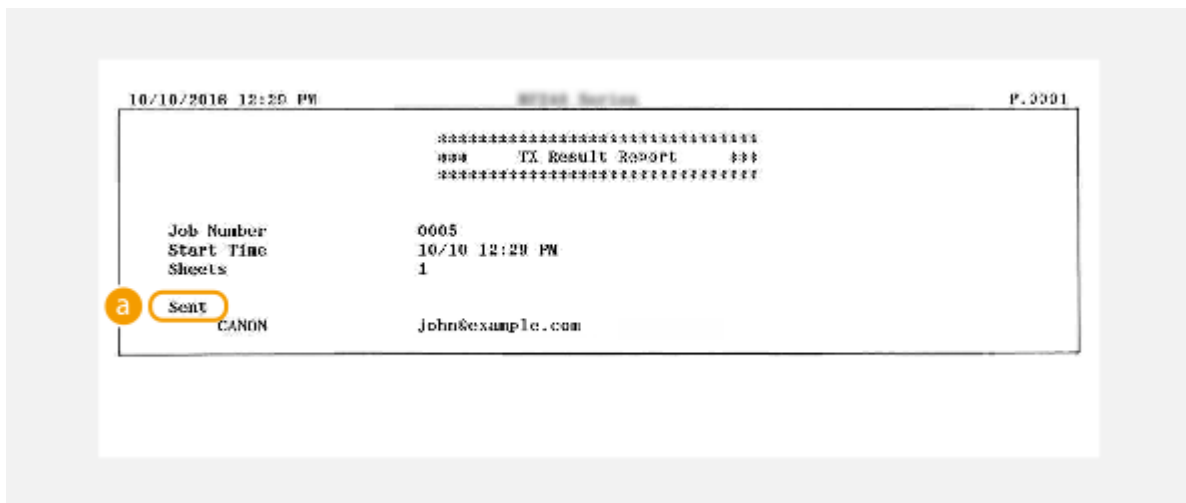 10/10/2016 12:29 PM P.0001
********************************
*** TX Result Report ***
********************************
Job Number 0005
Start Time 10/10 12:29 PM
Sheets 1
a Sent
CANON john@example.com